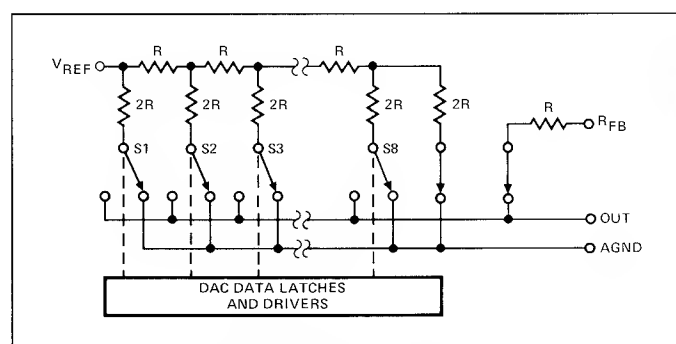 R R R
VREF
2R 2R 2R 2R 2R R RFB
S1 S2 S3 S8
OUT
AGND
DAC DATA LATCHES
AND DRIVERS